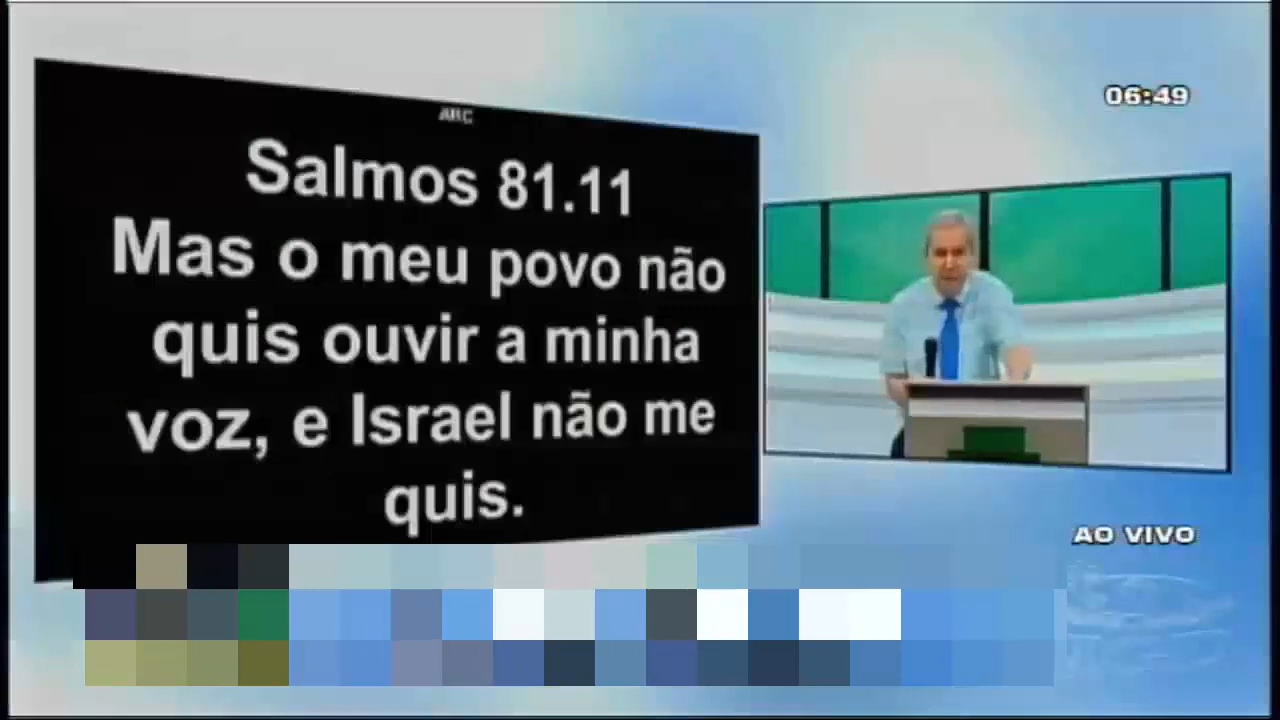 ARC
Salmos 81.11
Mas o meu povo não
quis ouvir a minha
voz, e Israel não me
quis.
06:49
AO VIVO